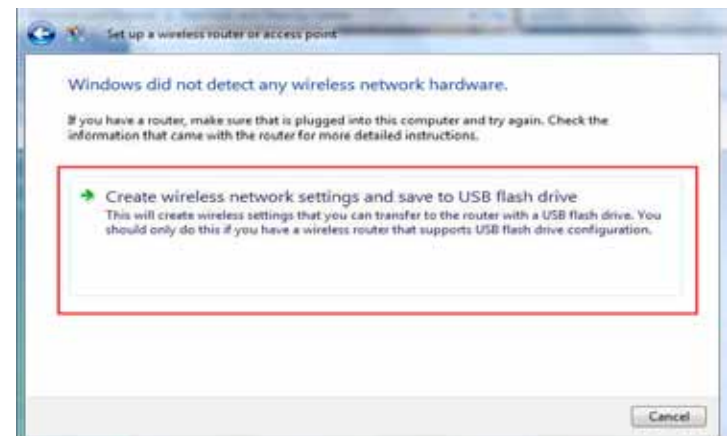 Set up a wireless router or access point
Windows did not detect any wireless network hardware.
If you have a router, make sure that is plugged into this computer and try again. Check the
information that came with the router for more detailed instructions.
Create wireless network settings and save to USB flash drive
This will create wireless settings that you can transfer to the router with a USB flash drive. You
should only do this if you have a wireless router that supports USB flash drive configuration.
Cancel